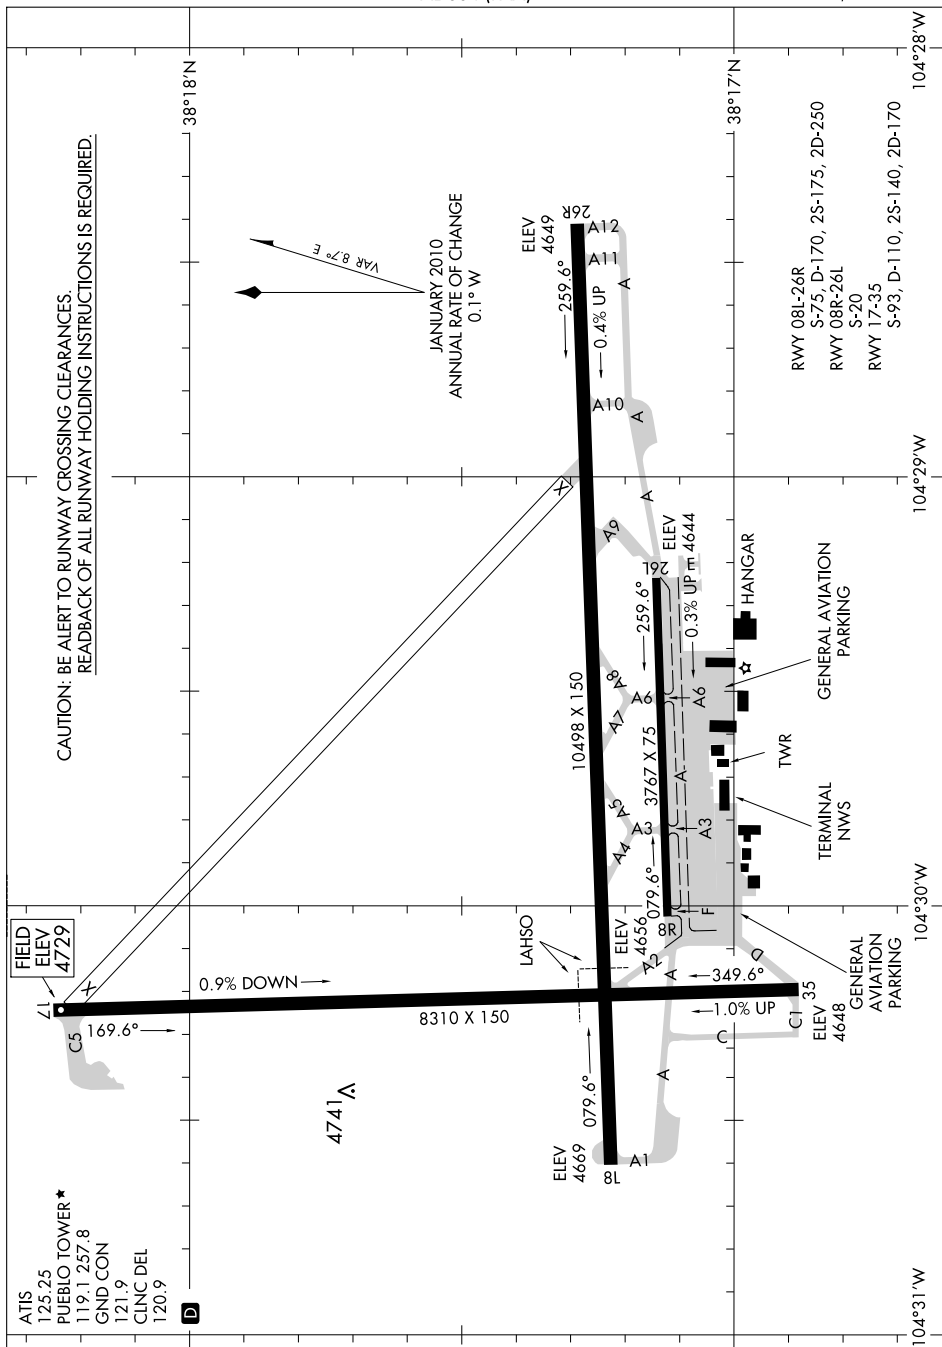 ATIS
125.25
PUEBLO TOWER★
119.1 257.8
GND CON
121.9
CLNC DEL
120.9
D
CAUTION: BE ALERT TO RUNWAY CROSSING CLEARANCES.
READBACK OF ALL RUNWAY HOLDING INSTRUCTIONS IS REQUIRED.
FIELD
ELEV
4729
17
X
C5
169.6°
0.9% DOWN
8310 X 150
4741
38°18'N
VAR 8.7° E
JANUARY 2010
ANNUAL RATE OF CHANGE
0.1° W
LAHSO
ELEV
4669
8L
079.6°
A1
A
10498 X 150
X
259.6°
0.4% UP
ELEV
4649
26R
A12
A11
A
A10
A
A
A9
A8
A7
A6
A5
A4
A3
A2
A
ELEV
4656
8R
079.6°
3767 X 75
259.6°
26L
ELEV
4644
0.3% UP
E
F
A3
A
A6
349.6°
1.0% UP
35
C
C1
ELEV
4648
D
GENERAL
AVIATION
PARKING
TERMINAL
NWS
TWR
GENERAL AVIATION
PARKING
HANGAR
38°17'N
RWY 08L-26R
S-75, D-170, 2S-175, 2D-250
RWY 08R-26L
S-20
RWY 17-35
S-93, D-110, 2S-140, 2D-170
104°31'W
104°30'W
104°29'W
104°28'W